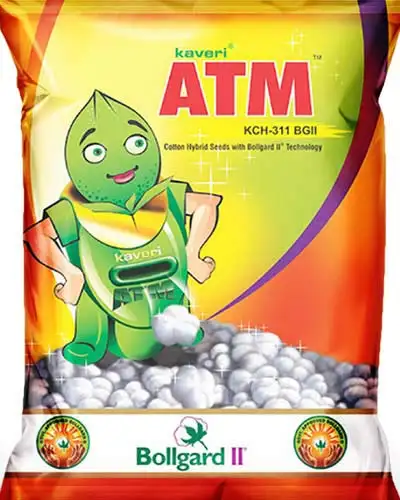 kaveri®
ATM™
KCH-311 BGII
Cotton Hybrid Seeds with Bollgard II® Technology
kaveri
ATM
Bollgard II®